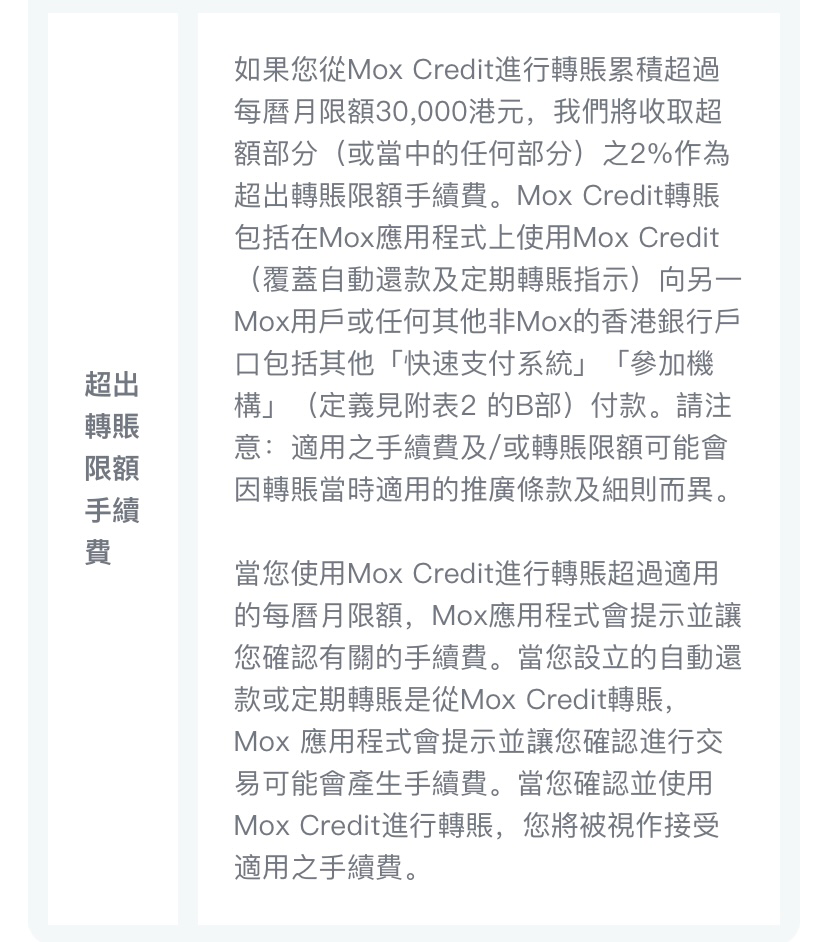 超出
轉賬
限額
手續
費
如果您從Mox Credit進行轉賬累積超過
每曆月限額30,000港元，我們將收取超
額部分（或當中的任何部分）之2%作為
超出轉賬限額手續費。Mox Credit轉賬
包括在Mox應用程式上使用Mox Credit
（覆蓋自動還款及定期轉賬指示）向另一
Mox用戶或任何其他非Mox的香港銀行戶
口包括其他「快速支付系統」「參加機
構」（定義見附表2 的B部）付款。請注
意：適用之手續費及/或轉賬限額可能會
因轉賬當時適用的推廣條款及細則而異。
當您使用Mox Credit進行轉賬超過適用
的每曆月限額，Mox應用程式會提示並讓
您確認有關的手續費。當您設立的自動還
款或定期轉賬是從Mox Credit轉賬，
Mox 應用程式會提示並讓您確認進行交
易可能會產生手續費。當您確認並使用
Mox Credit進行轉賬，您將被視作接受
適用之手續費。